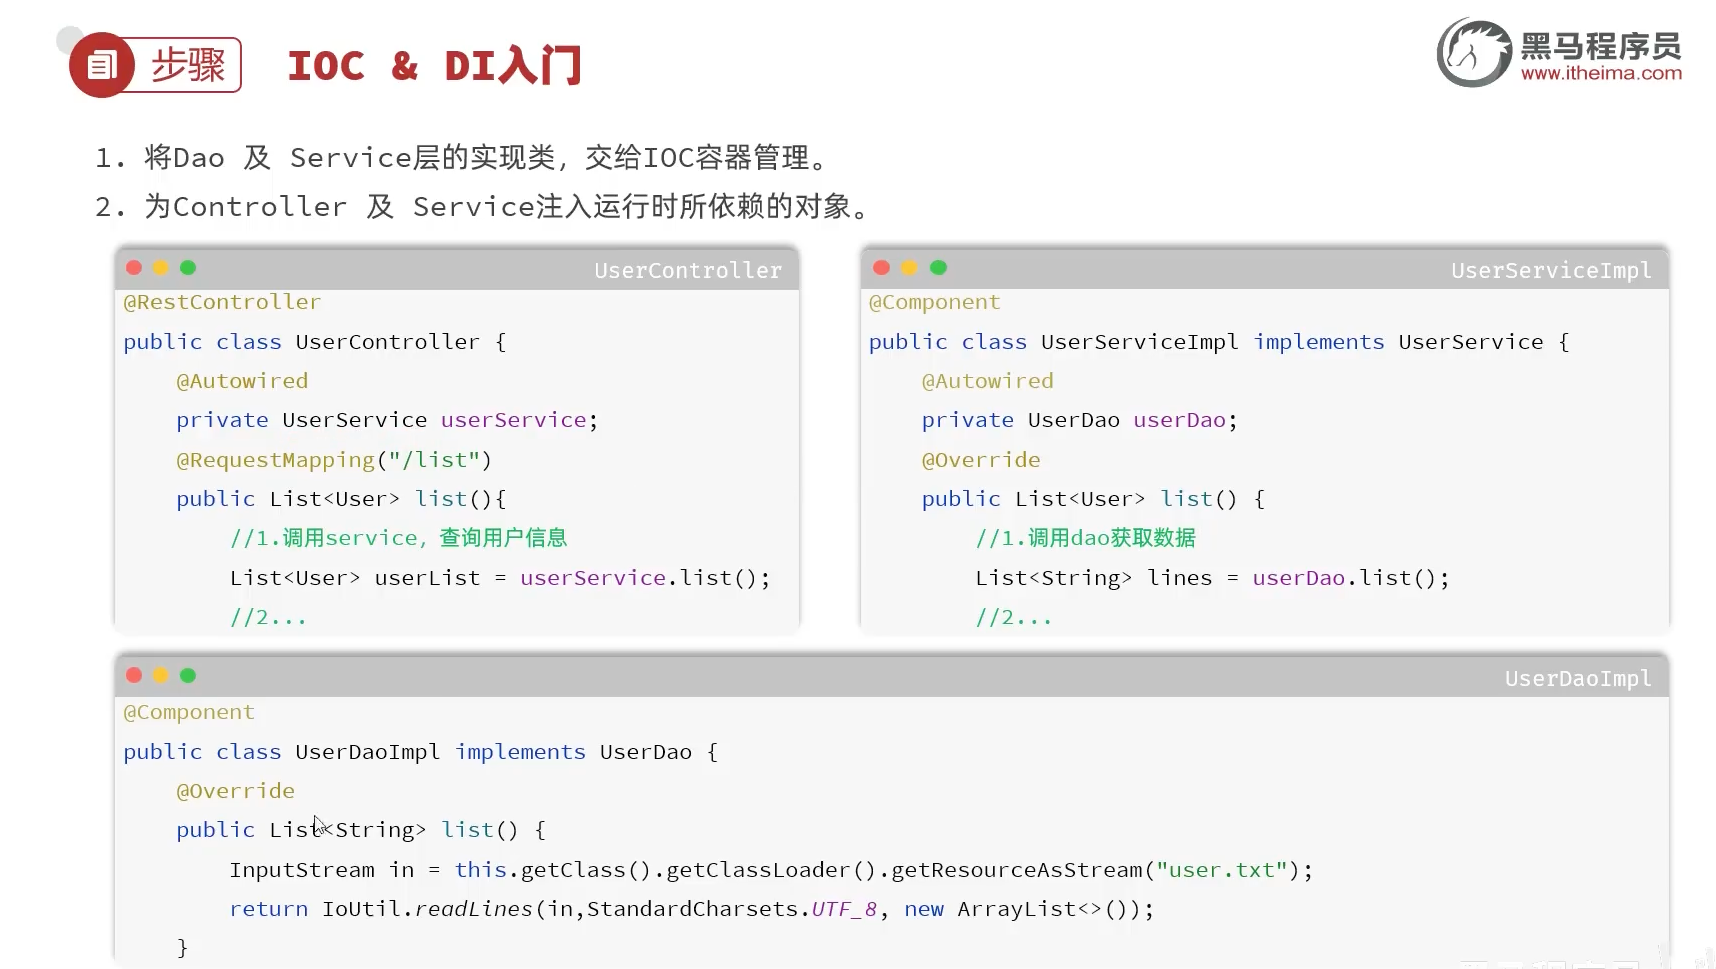 步骤
IOC & DI入门
黑马程序员
www.itheima.com
1. 将Dao 及 Service层的实现类，交给IOC容器管理。
2. 为Controller 及 Service注入运行时所依赖的对象。
UserController
@RestController
public class UserController {
@Autowired
private UserService userService;
@RequestMapping("/list")
public List<User> list(){
//1.调用service，查询用户信息
List<User> userList = userService.list();
//2...
UserServiceImpl
@Component
public class UserServiceImpl implements UserService {
@Autowired
private UserDao userDao;
@Override
public List<User> list() {
//1.调用dao获取数据
List<String> lines = userDao.list();
//2...
UserDaoImpl
@Component
public class UserDaoImpl implements UserDao {
@Override
public List<String> list() {
InputStream in = this.getClass().getClassLoader().getResourceAsStream("user.txt");
return IoUtil.readLines(in,StandardCharsets.UTF_8, new ArrayList<>());
}